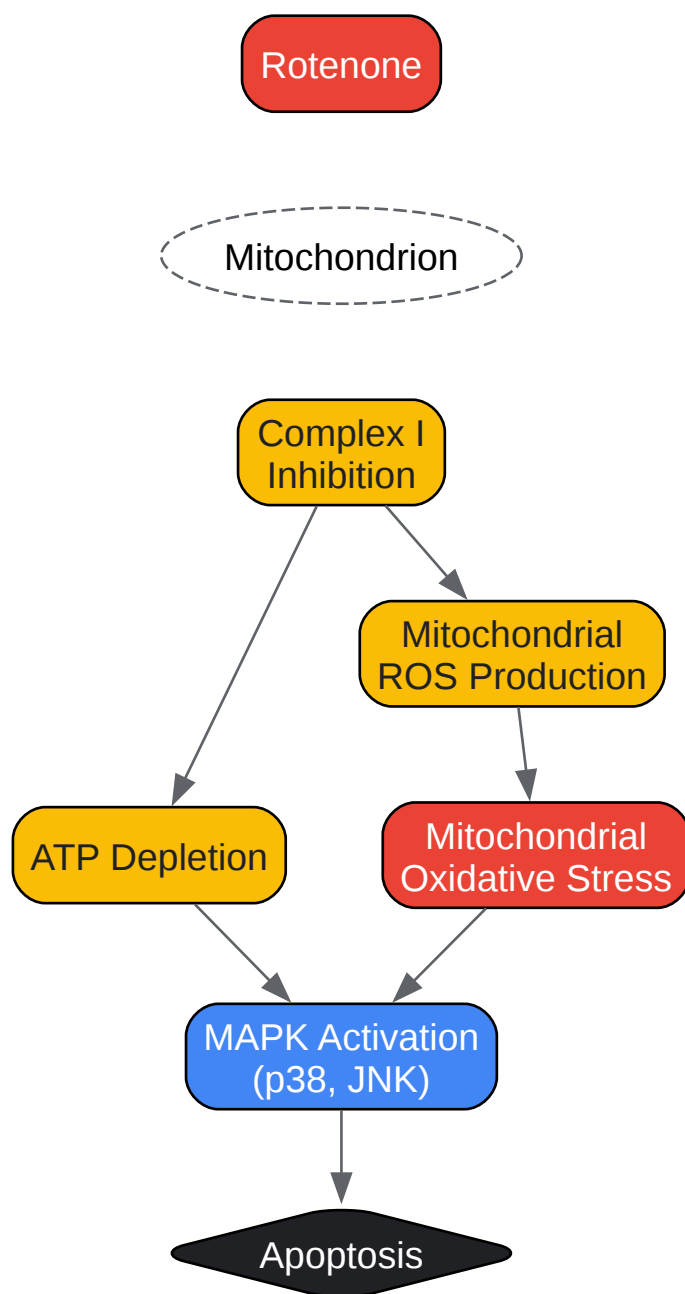 Rotenone
Mitochondrion
Complex I
Inhibition
Mitochondrial
ROS Production
ATP Depletion
Mitochondrial
Oxidative Stress
MAPK Activation
(p38, JNK)
Apoptosis